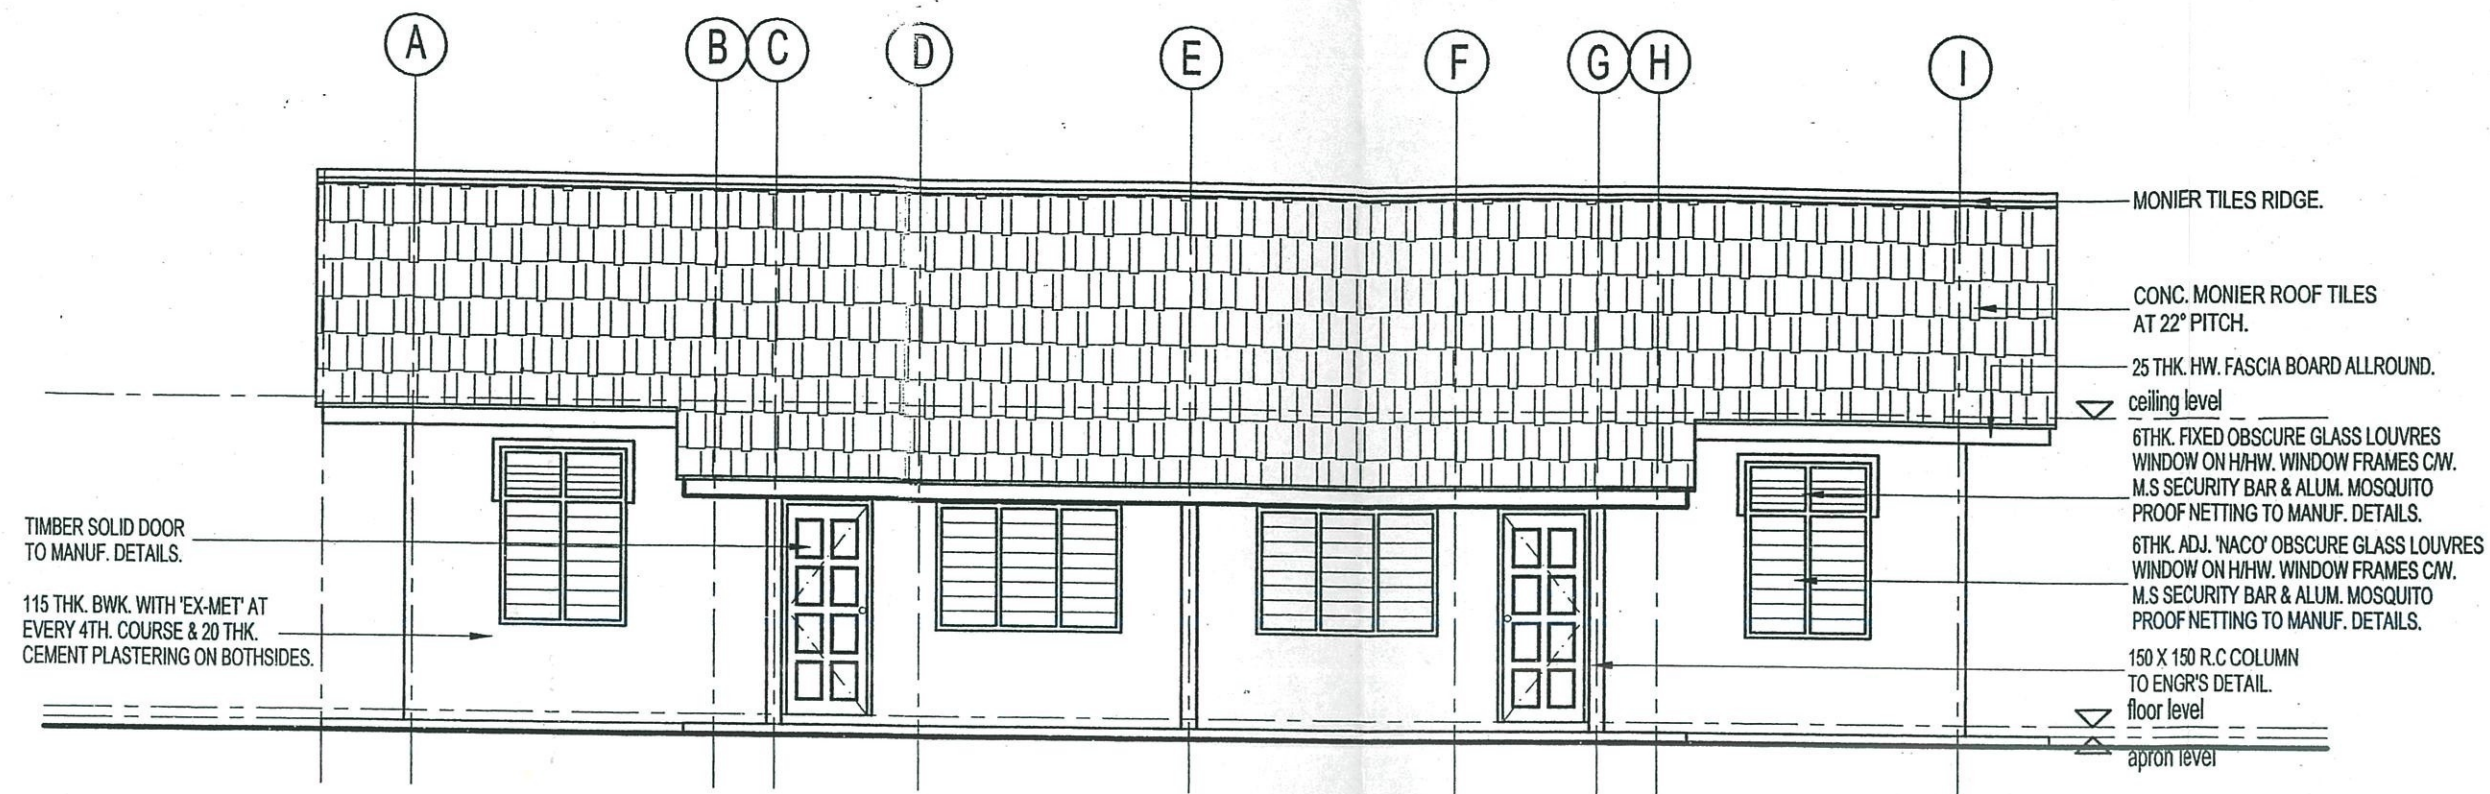 A
B
C
D
E
F
G
H
I
MONIER TILES RIDGE.
CONC. MONIER ROOF TILES
AT 22° PITCH.
25 THK. HW. FASCIA BOARD ALLROUND.
ceiling level
6THK. FIXED OBSCURE GLASS LOUVRES
WINDOW ON H/HW. WINDOW FRAMES C/W.
M.S SECURITY BAR & ALUM. MOSQUITO
PROOF NETTING TO MANUF. DETAILS.
6THK. ADJ. 'NACO' OBSCURE GLASS LOUVRES
WINDOW ON H/HW. WINDOW FRAMES C/W.
M.S SECURITY BAR & ALUM. MOSQUITO
PROOF NETTING TO MANUF. DETAILS.
150 X 150 R.C COLUMN
TO ENGR'S DETAIL.
floor level
apron level
TIMBER SOLID DOOR
TO MANUF. DETAILS.
115 THK. BWK. WITH 'EX-MET' AT
EVERY 4TH. COURSE & 20 THK.
CEMENT PLASTERING ON BOTHSIDES.